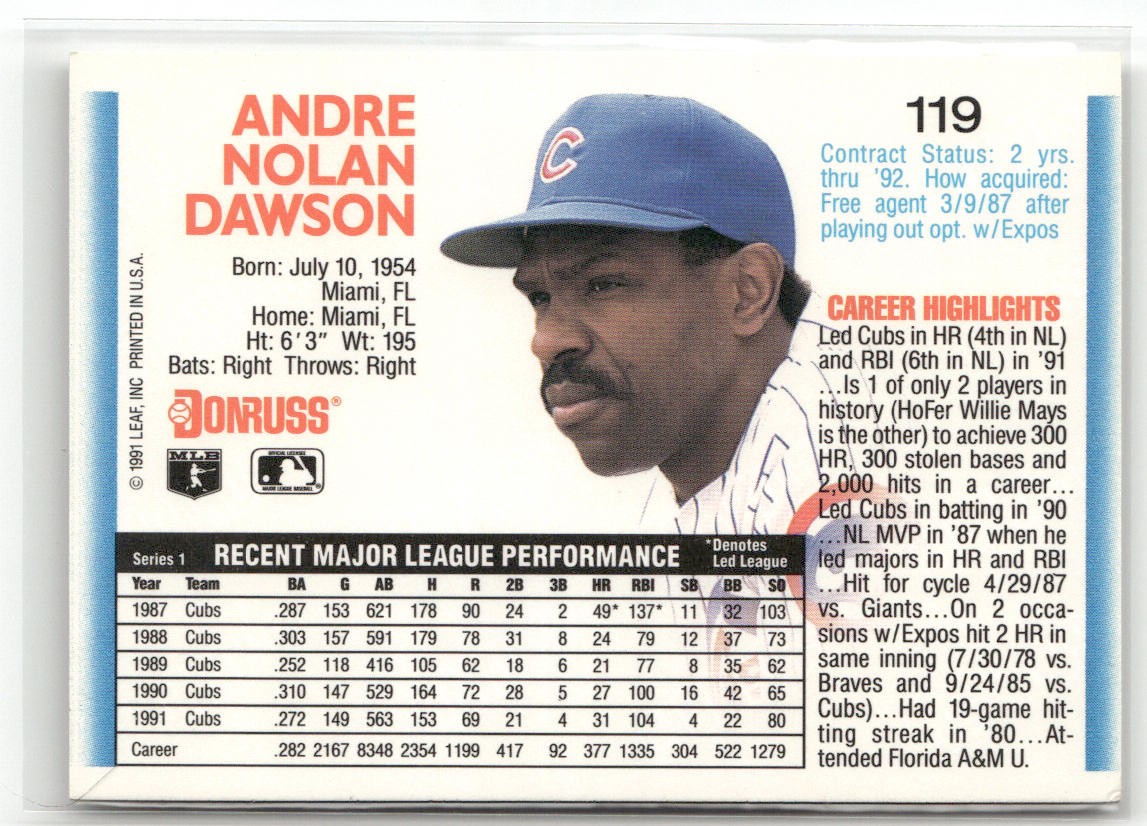 ANDRE
NOLAN
DAWSON
Born: July 10, 1954
Miami, FL
Home: Miami, FL
Ht: 6'3" Wt: 195
Bats: Right Throws: Right
DONRUSS®
MLB
OFFICIAL LICENSEE
MAJOR LEAGUE BASEBALL
© 1991 LEAF, INC PRINTED IN U.S.A.
C
119
Contract Status: 2 yrs.
thru '92. How acquired:
Free agent 3/9/87 after
playing out opt. w/Expos
CAREER HIGHLIGHTS
Led Cubs in HR (4th in NL)
and RBI (6th in NL) in '91
...Is 1 of only 2 players in
history (HoFer Willie Mays
is the other) to achieve 300
HR, 300 stolen bases and
2,000 hits in a career...
Led Cubs in batting in '90
...NL MVP in '87 when he
led majors in HR and RBI
...Hit for cycle 4/29/87
vs. Giants...On 2 occa-
sions w/Expos hit 2 HR in
same inning (7/30/78 vs.
Braves and 9/24/85 vs.
Cubs)...Had 19-game hit-
ting streak in '80...At-
tended Florida A&M U.
Series 1 RECENT MAJOR LEAGUE PERFORMANCE *Denotes
Led League
Year Team BA G AB H R 2B 3B HR RBI SB BB SO
1987 Cubs .287 153 621 178 90 24 2 49* 137* 11 32 103
1988 Cubs .303 157 591 179 78 31 8 24 79 12 37 73
1989 Cubs .252 118 416 105 62 18 6 21 77 8 35 62
1990 Cubs .310 147 529 164 72 28 5 27 100 16 42 65
1991 Cubs .272 149 563 153 69 21 4 31 104 4 22 80
Career .282 2167 8348 2354 1199 417 92 377 1335 304 522 1279